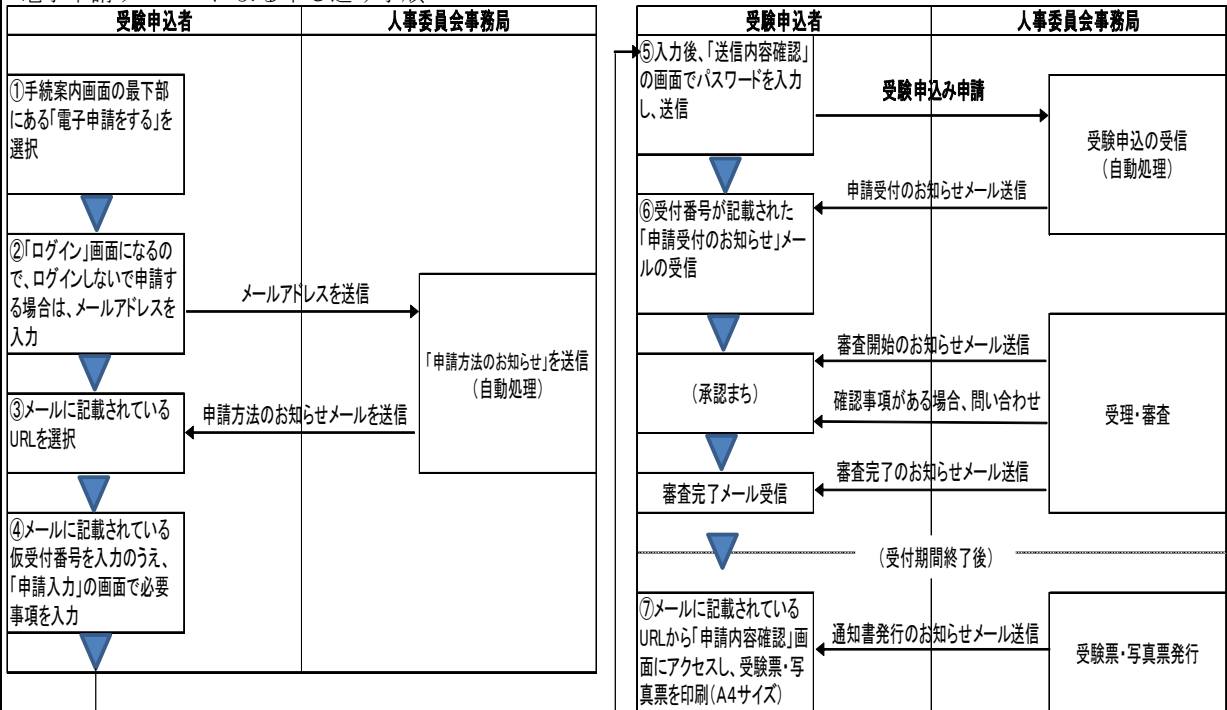 受験申込者
人事委員会事務局
①手続案内画面の最下部
にある「電子申請をする」を
選択
②「ログイン」画面になるの
で、ログインしないで申請す
る場合は、メールアドレスを
入力
メールアドレスを送信
「申請方法のお知らせ」を送信
(自動処理)
③メールに記載されている
URLを選択
申請方法のお知らせメールを送信
④メールに記載されている
仮受付番号を入力のうえ、
「申請入力」の画面で必要
事項を入力
受験申込者
人事委員会事務局
⑤入力後、「送信内容確認」
の画面でパスワードを入力
し、送信
受験申込み申請
受験申込の受信
(自動処理)
申請受付のお知らせメール送信
⑥受付番号が記載された
「申請受付のお知らせ」メー
ルの受信
審査開始のお知らせメール送信
(承認まち)
確認事項がある場合、問い合わせ
受理・審査
審査完了のお知らせメール送信
審査完了メール受信
(受付期間終了後)
⑦メールに記載されている
URLから「申請内容確認」画
面にアクセスし、受験票・写
真票を印刷(A4サイズ)
通知書発行のお知らせメール送信
受験票・写真票発行